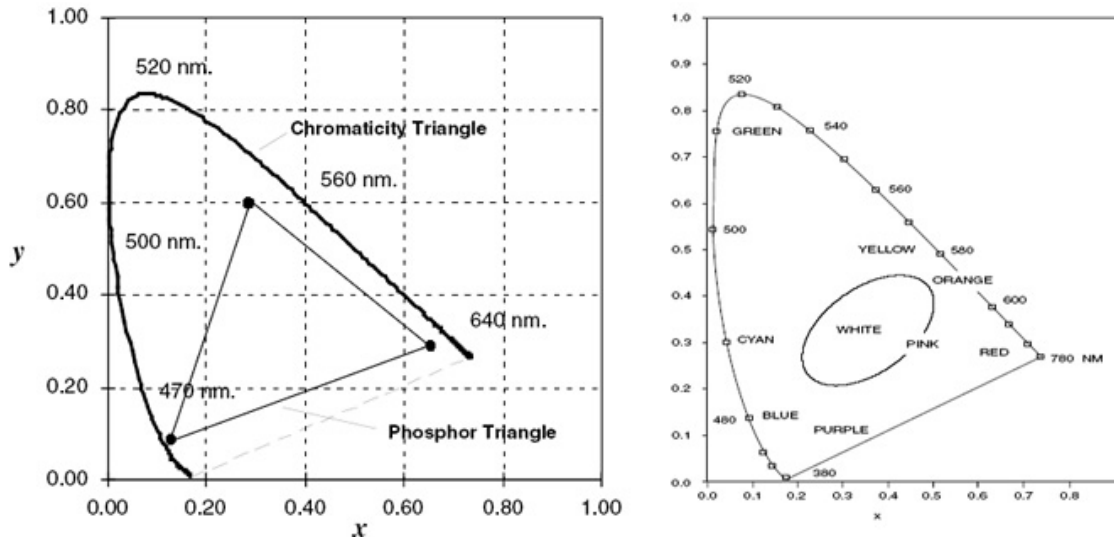 1.00
520 nm.
0.80
Chromaticity Triangle
560 nm.
0.60
y
500 nm.
0.40
640 nm.
470 nm.
0.20
Phosphor Triangle
0.00
0.00 0.20 0.40 0.60 0.80 1.00
x
1.0
0.9
520
0.8
GREEN
540
0.7
560
0.6
500
0.5
YELLOW 580
ORANGE
0.4
600
WHITE
0.3
CYAN
PINK
RED
780 NM
0.2
480
BLUE
PURPLE
0.1
380
0.0
0.0 0.1 0.2 0.3 0.4 0.5 0.6 0.7 0.8
x